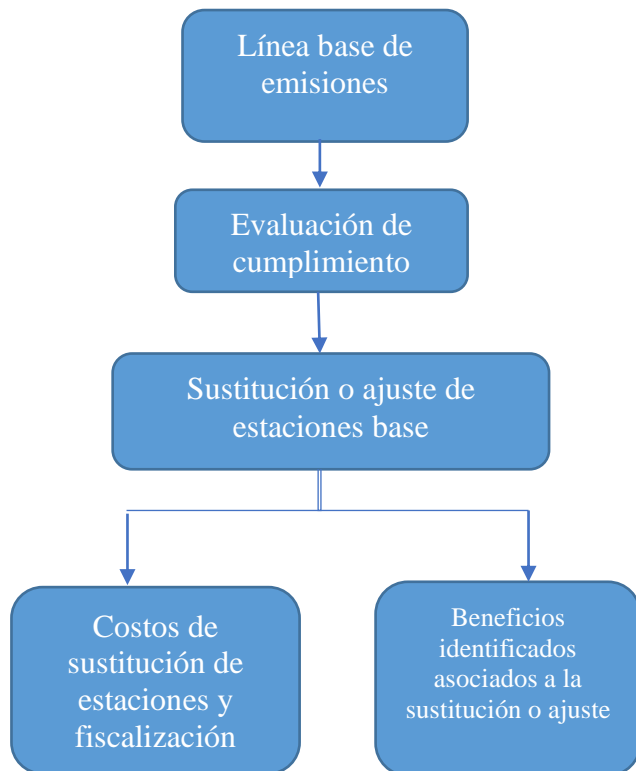 Línea base de
emisiones
Evaluación de
cumplimiento
Sustitución o ajuste de
estaciones base
Costos de
sustitución de
estaciones y
fiscalización
Beneficios
identificados
asociados a la
sustitución o ajuste